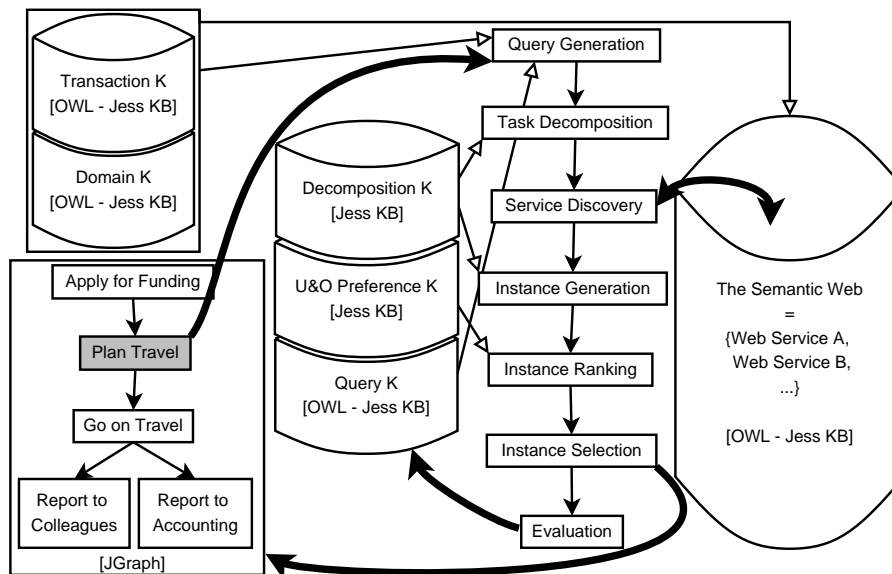 Transaction K
[OWL - Jess KB]
Domain K
[OWL - Jess KB]
Apply for Funding
Plan Travel
Go on Travel
Report to
Colleagues
Report to
Accounting
[JGraph]
Decomposition K
[Jess KB]
U&O Preference K
[Jess KB]
Query K
[OWL - Jess KB]
Query Generation
Task Decomposition
Service Discovery
Instance Generation
Instance Ranking
Instance Selection
Evaluation
The Semantic Web
=
{Web Service A,
Web Service B,
...}
[OWL - Jess KB]